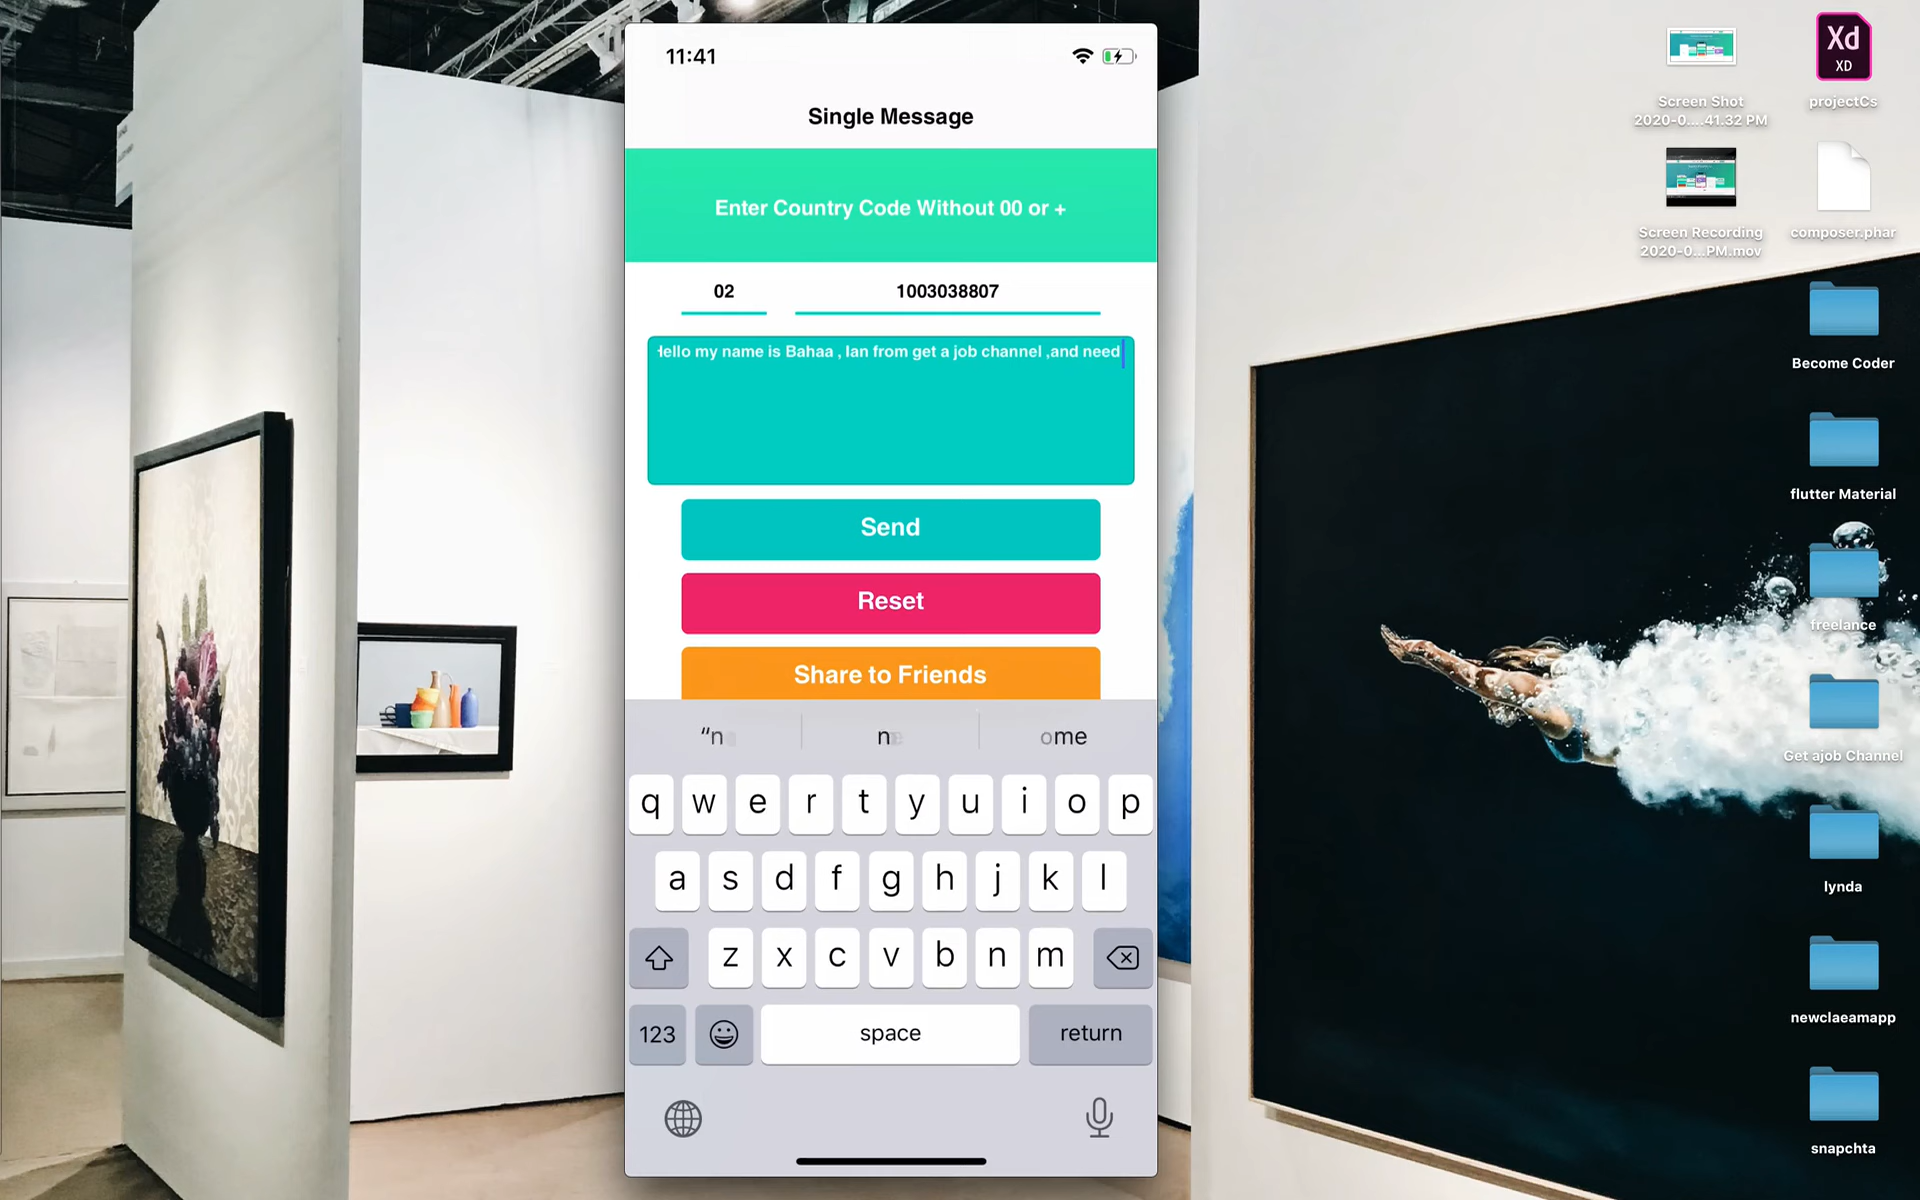 11:41
Single Message
Enter Country Code Without 00 or +
02
1003038807
Hello my name is Bahaa , Ian from get a job channel ,and need
Send
Reset
Share to Friends
q w e r t y u i o p
a s d f g h j k l
z x c v b n m
123
space
return
Screen Shot
2020-0....41.32 PM
Xd
XD
projectCs
Screen Recording
2020-0...PM.mov
composer.phar
Become Coder
flutter Material
freelance
Get ajob Channel
lynda
newclaeamapp
snapchta